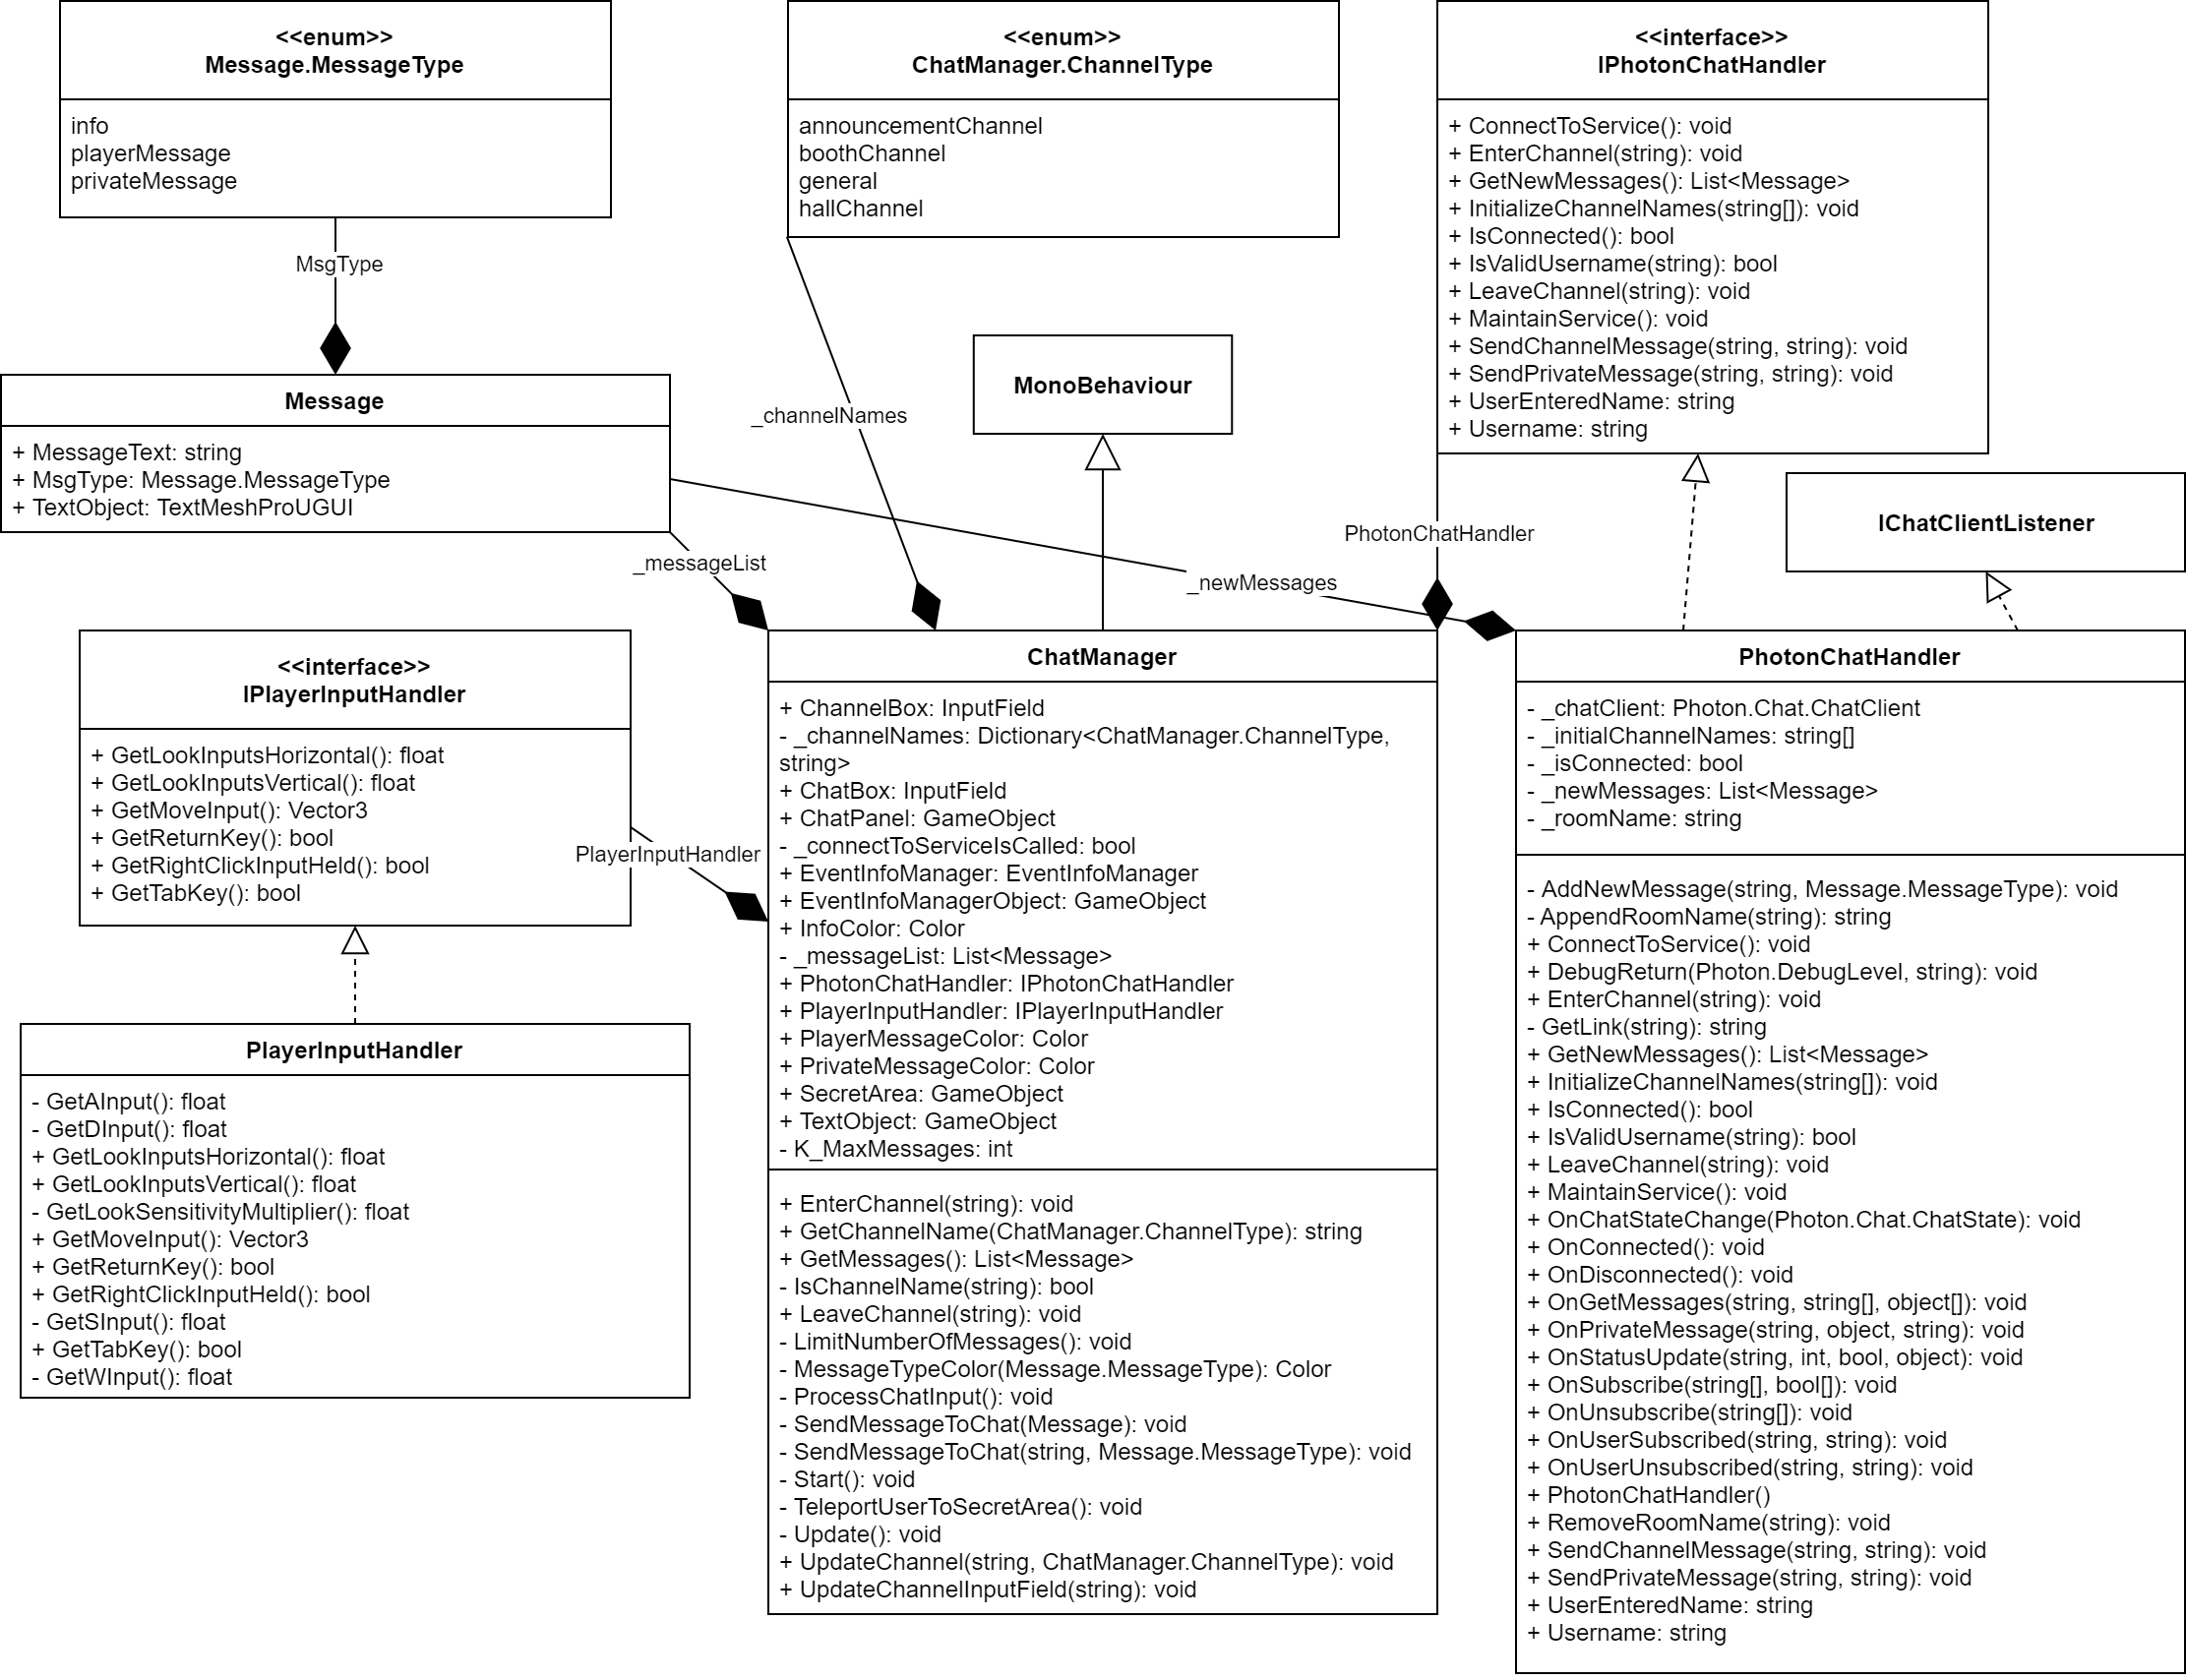 <<enum>>
Message.MessageType
info
playerMessage
privateMessage
<<enum>>
ChatManager.ChannelType
announcementChannel
boothChannel
general
hallChannel
<<interface>>
IPhotonChatHandler
+ ConnectToService(): void
+ EnterChannel(string): void
+ GetNewMessages(): List<Message>
+ InitializeChannelNames(string[]): void
+ IsConnected(): bool
+ IsValidUsername(string): bool
+ LeaveChannel(string): void
+ MaintainService(): void
+ SendChannelMessage(string, string): void
+ SendPrivateMessage(string, string): void
+ UserEnteredName: string
+ Username: string
MsgType
Message
+ MessageText: string
+ MsgType: Message.MessageType
+ TextObject: TextMeshProUGUI
_channelNames
MonoBehaviour
PhotonChatHandler
IChatClientListener
_messageList
_newMessages
<<interface>>
IPlayerInputHandler
+ GetLookInputsHorizontal(): float
+ GetLookInputsVertical(): float
+ GetMoveInput(): Vector3
+ GetReturnKey(): bool
+ GetRightClickInputHeld(): bool
+ GetTabKey(): bool
PlayerInputHandler
PlayerInputHandler
- GetAInput(): float
- GetDInput(): float
+ GetLookInputsHorizontal(): float
+ GetLookInputsVertical(): float
- GetLookSensitivityMultiplier(): float
+ GetMoveInput(): Vector3
+ GetReturnKey(): bool
+ GetRightClickInputHeld(): bool
- GetSInput(): float
+ GetTabKey(): bool
- GetWInput(): float
ChatManager
+ ChannelBox: InputField
- _channelNames: Dictionary<ChatManager.ChannelType,
string>
+ ChatBox: InputField
+ ChatPanel: GameObject
- _connectToServiceIsCalled: bool
+ EventInfoManager: EventInfoManager
+ EventInfoManagerObject: GameObject
+ InfoColor: Color
- _messageList: List<Message>
+ PhotonChatHandler: IPhotonChatHandler
+ PlayerInputHandler: IPlayerInputHandler
+ PlayerMessageColor: Color
+ PrivateMessageColor: Color
+ SecretArea: GameObject
+ TextObject: GameObject
- K_MaxMessages: int
+ EnterChannel(string): void
+ GetChannelName(ChatManager.ChannelType): string
+ GetMessages(): List<Message>
- IsChannelName(string): bool
+ LeaveChannel(string): void
- LimitNumberOfMessages(): void
- MessageTypeColor(Message.MessageType): Color
- ProcessChatInput(): void
- SendMessageToChat(Message): void
- SendMessageToChat(string, Message.MessageType): void
- Start(): void
- TeleportUserToSecretArea(): void
- Update(): void
+ UpdateChannel(string, ChatManager.ChannelType): void
+ UpdateChannelInputField(string): void
PhotonChatHandler
- _chatClient: Photon.Chat.ChatClient
- _initialChannelNames: string[]
- _isConnected: bool
- _newMessages: List<Message>
- _roomName: string
- AddNewMessage(string, Message.MessageType): void
- AppendRoomName(string): string
+ ConnectToService(): void
+ DebugReturn(Photon.DebugLevel, string): void
+ EnterChannel(string): void
- GetLink(string): string
+ GetNewMessages(): List<Message>
+ InitializeChannelNames(string[]): void
+ IsConnected(): bool
+ IsValidUsername(string): bool
+ LeaveChannel(string): void
+ MaintainService(): void
+ OnChatStateChange(Photon.Chat.ChatState): void
+ OnConnected(): void
+ OnDisconnected(): void
+ OnGetMessages(string, string[], object[]): void
+ OnPrivateMessage(string, object, string): void
+ OnStatusUpdate(string, int, bool, object): void
+ OnSubscribe(string[], bool[]): void
+ OnUnsubscribe(string[]): void
+ OnUserSubscribed(string, string): void
+ OnUserUnsubscribed(string, string): void
+ PhotonChatHandler()
+ RemoveRoomName(string): void
+ SendChannelMessage(string, string): void
+ SendPrivateMessage(string, string): void
+ UserEnteredName: string
+ Username: string